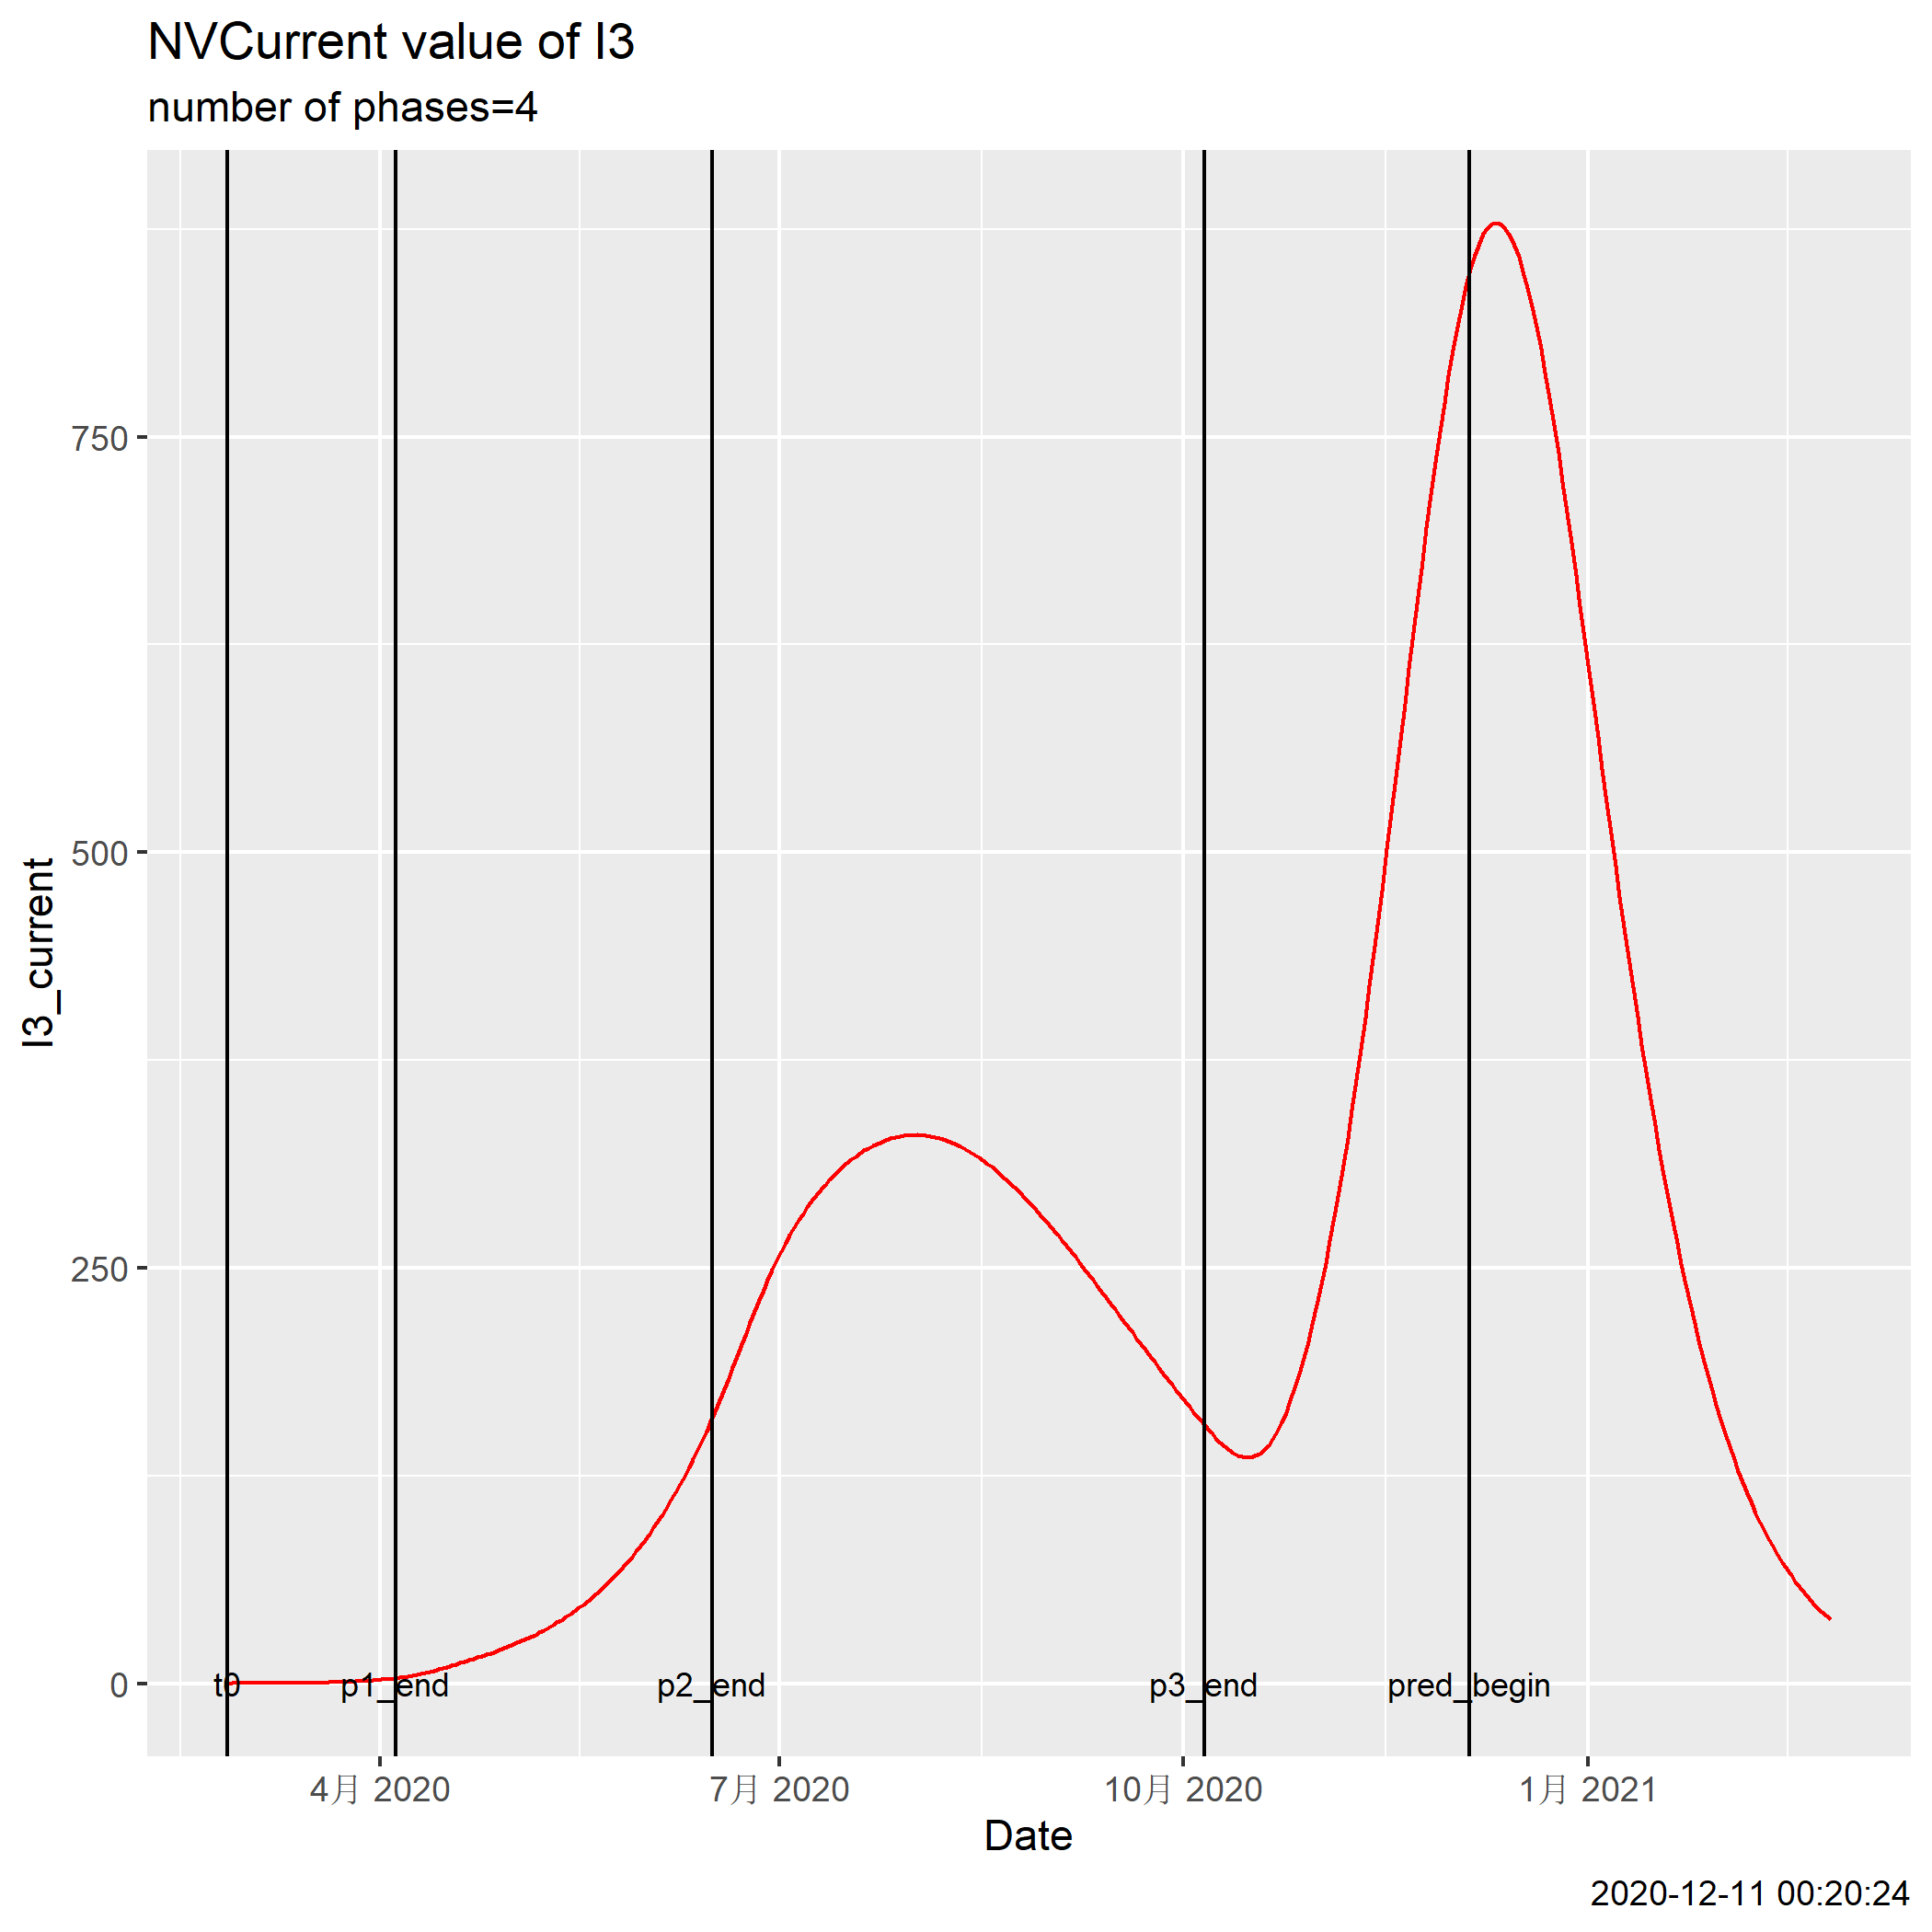 NVCurrent value of I3
number of phases=4
I3_current
750
500
250
0
t0
p1_end
p2_end
p3_end
pred_begin
4月 2020
7月 2020
10月 2020
1月 2021
Date
2020-12-11 00:20:24